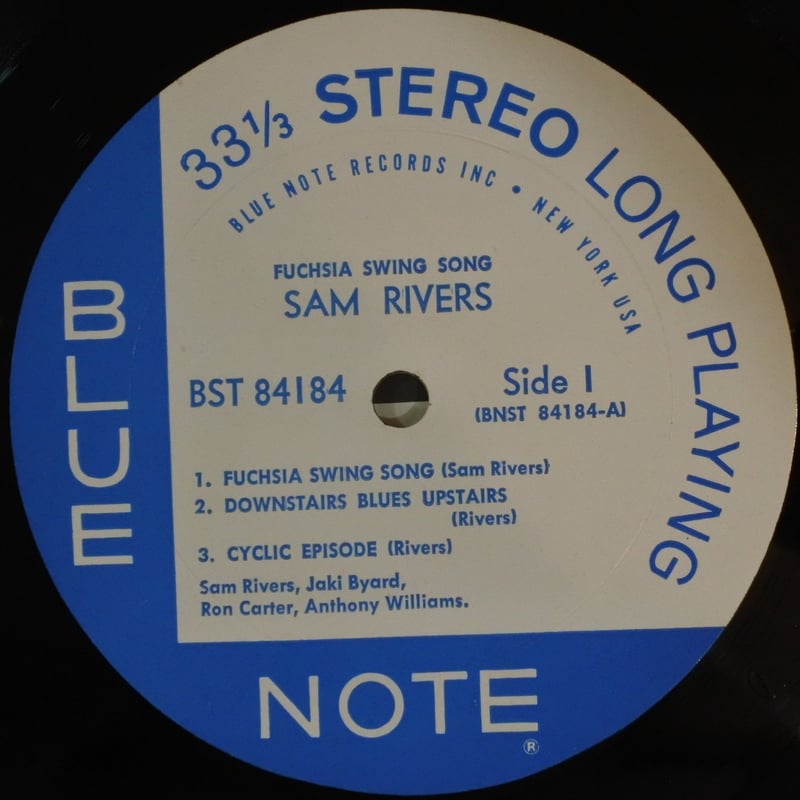 33⅓ STEREO LONG PLAYING
BLUE NOTE RECORDS INC • NEW YORK USA
FUCHSIA SWING SONG
SAM RIVERS
BST 84184
Side 1
(BNST 84184-A)
1. FUCHSIA SWING SONG (Sam Rivers)
2. DOWNSTAIRS BLUES UPSTAIRS
(Rivers)
3. CYCLIC EPISODE (Rivers)
Sam Rivers, Jaki Byard,
Ron Carter, Anthony Williams.
BLUE
NOTE
®